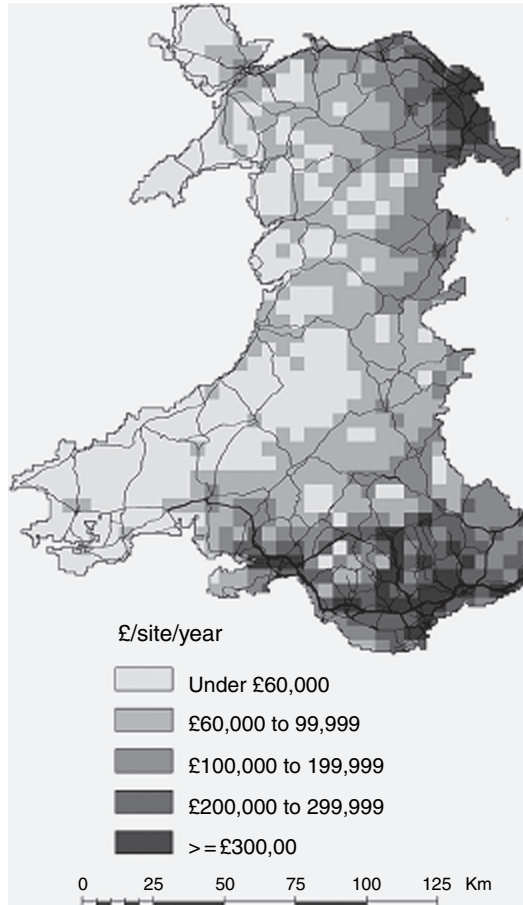 £/site/year
Under £60,000
£60,000 to 99,999
£100,000 to 199,999
£200,000 to 299,999
>=£300,00
0 25 50 75 100 125 Km